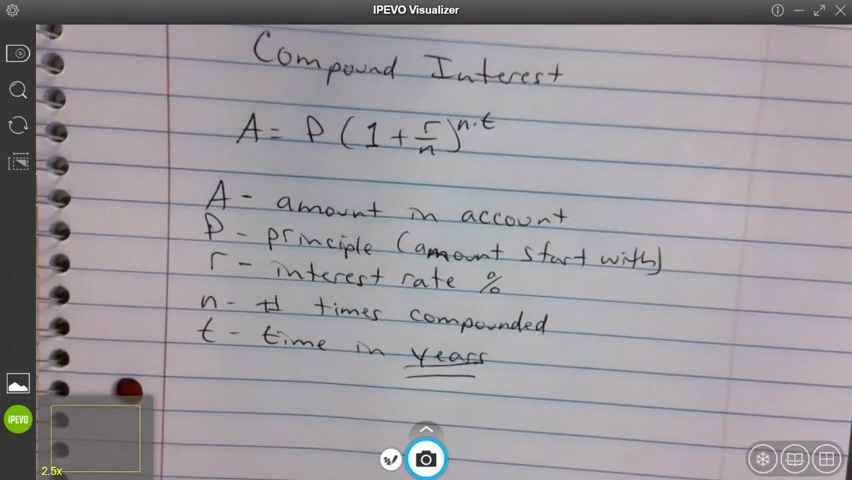 IPEVO Visualizer
Compound Interest
A = P (1 + r/n)^n·t
A - amount in account
P - principle (amount start with)
r - interest rate %
n - # times compounded
t - time in years
IPEVO
2.5x